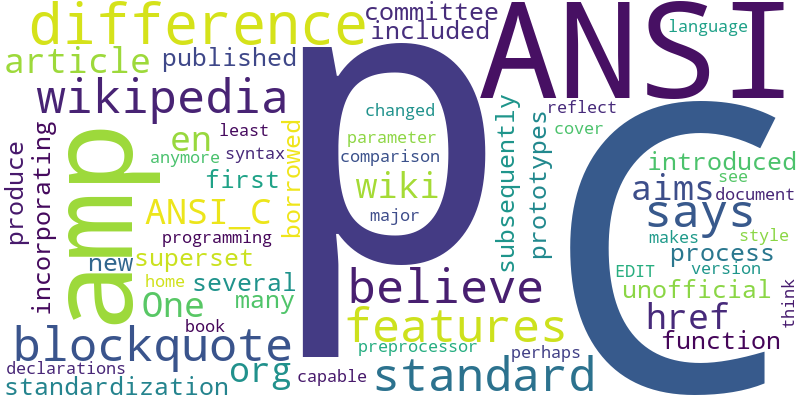 difference
committee
included
ANSI
language
article
published
wikipedia
p
C
changed
subsequently
prototypes
reflect
cover
produce
incorporating
amp
en
least
anymore
syntax
borrowed
parameter
comparison
introduced
see
first
wiki
aims
document
says
ANSI_C
major
programming
makes
style
new
superset
process
version
EDIT
home
several
believe
unofficial
think
One
many
href
book
features
function
blockquote
preprocessor
perhaps
declarations
org
capable
standard
standardization